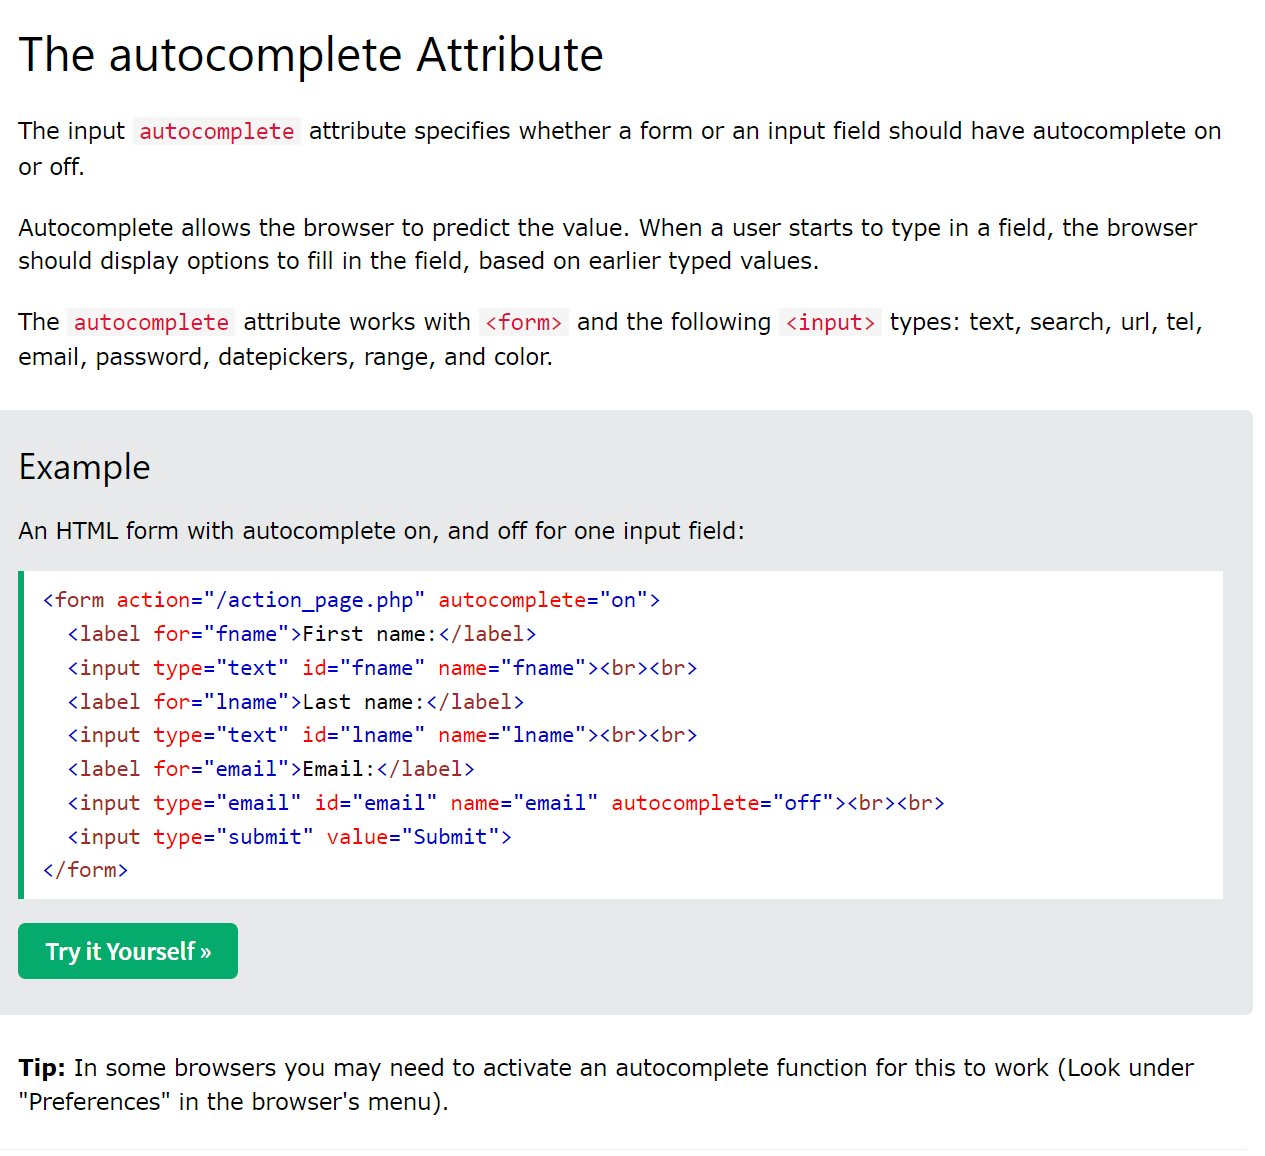 The autocomplete Attribute
The input autocomplete attribute specifies whether a form or an input field should have autocomplete on
or off.
Autocomplete allows the browser to predict the value. When a user starts to type in a field, the browser
should display options to fill in the field, based on earlier typed values.
The autocomplete attribute works with <form> and the following <input> types: text, search, url, tel,
email, password, datepickers, range, and color.
Example
An HTML form with autocomplete on, and off for one input field:
<form action="/action_page.php" autocomplete="on">
  <label for="fname">First name:</label>
  <input type="text" id="fname" name="fname"><br><br>
  <label for="lname">Last name:</label>
  <input type="text" id="lname" name="lname"><br><br>
  <label for="email">Email:</label>
  <input type="email" id="email" name="email" autocomplete="off"><br><br>
  <input type="submit" value="Submit">
</form>
Try it Yourself »
Tip: In some browsers you may need to activate an autocomplete function for this to work (Look under
"Preferences" in the browser's menu).